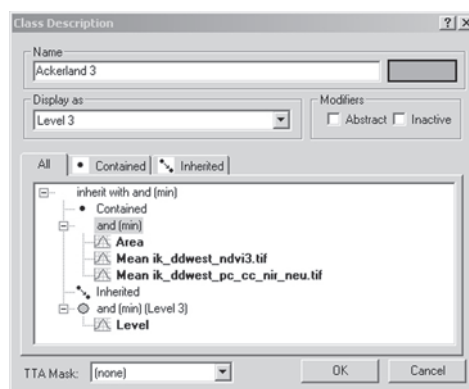 Class Description
Name
Ackerland 3
Display as
Modifiers
Level 3
Abstract Inactive
All Contained Inherited
inherit with and (min)
Contained
and (min)
Area
Mean ik_ddwest_ndvi3.tif
Mean ik_ddwest_pc_cc_nir_neu.tif
Inherited
and (min) (Level 3)
Level
TTA Mask: (none) OK Cancel